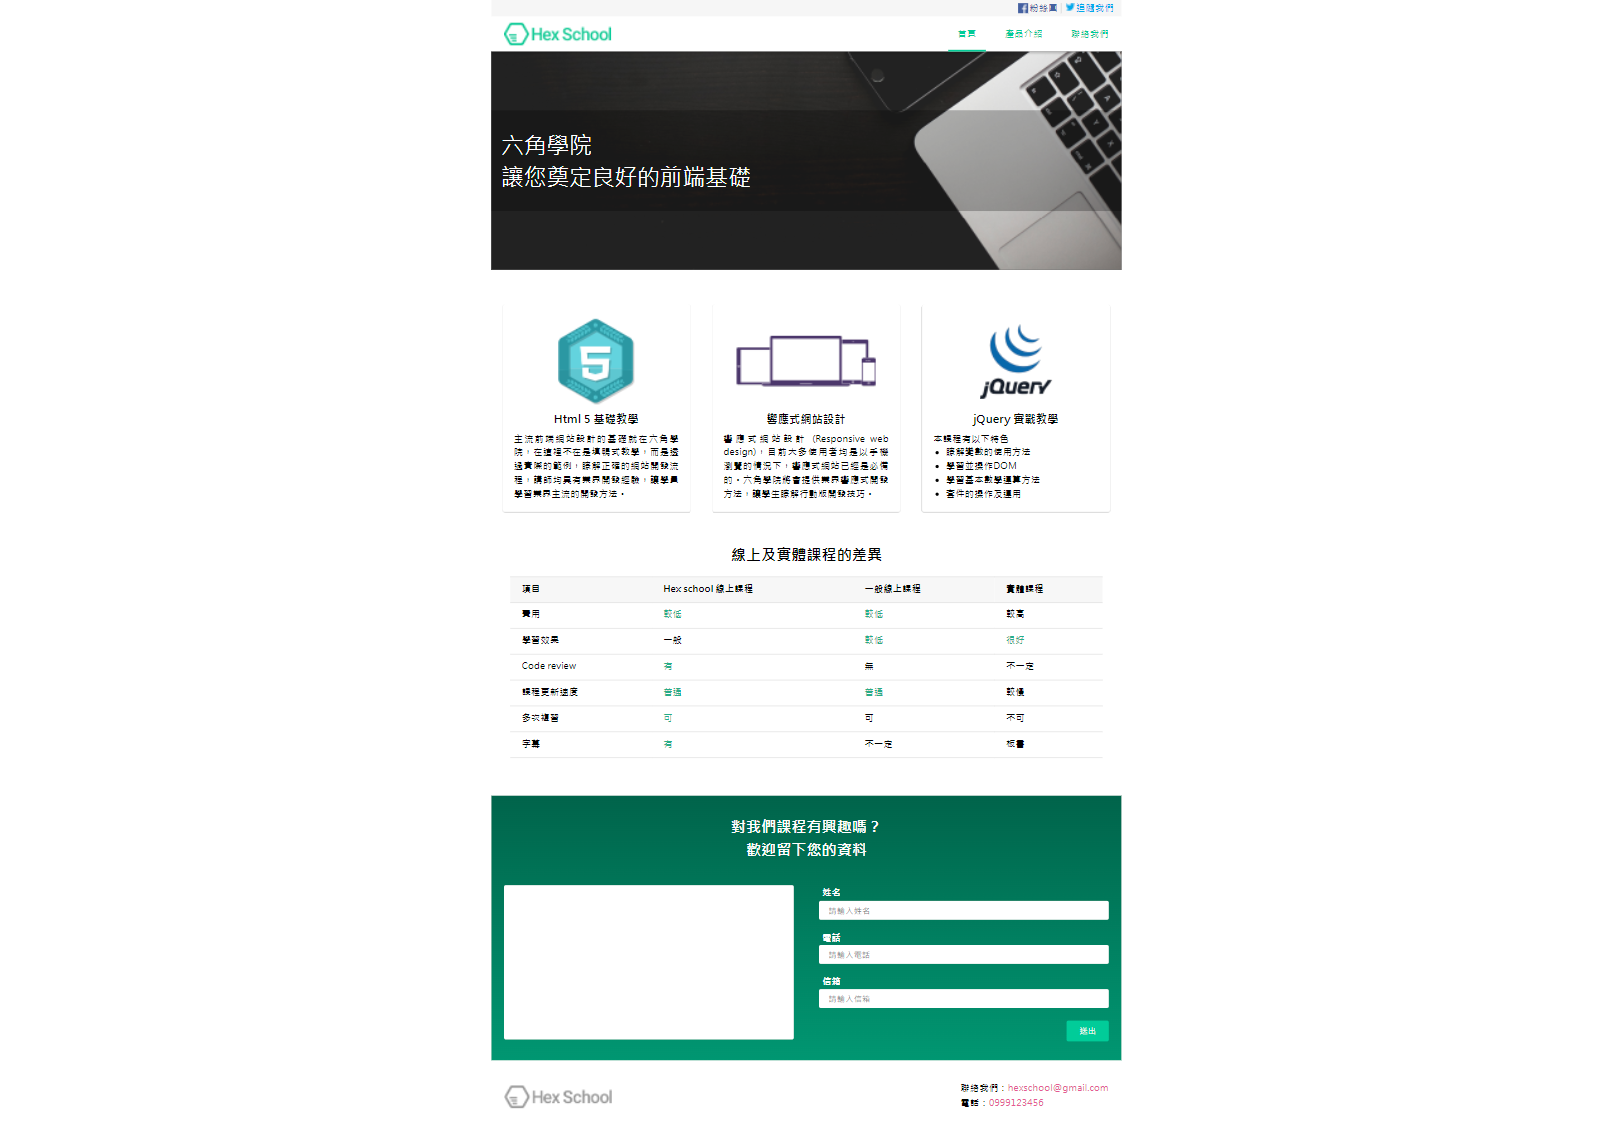 粉絲團 | 追隨我們
Hex School
首頁 產品介紹 聯絡我們
六角學院
讓您奠定良好的前端基礎
5
jQuery
Html 5 基礎教學
主流前端網站設計的基礎就在六角學
院，在這裡不在是填鴨式教學，而是透
過實際的範例，瞭解正確的網站開發流
程，講師均具有業界開發經驗，讓學員
學習業界主流的開發方法。
響應式網站設計
響應式網站設計 (Responsive web
design)，目前大多使用者均是以手機
瀏覽的情況下，響應式網站已經是必備
的。六角學院將會提供業界響應式開發
方法，讓學生瞭解行動版開發技巧。
jQuery 實戰教學
本課程有以下特色
• 瞭解變數的使用方法
• 學習並操作DOM
• 學習基本數學運算方法
• 套件的操作及運用
線上及實體課程的差異
項目 Hex school 線上課程 一般線上課程 實體課程
費用 較低 較低 較高
學習效果 一般 較低 很好
Code review 有 無 不一定
課程更新速度 普通 普通 較慢
多次複習 可 可 不可
字幕 有 不一定 板書
對我們課程有興趣嗎？
歡迎留下您的資料
姓名
請輸入姓名
電話
請輸入電話
信箱
請輸入信箱
送出
Hex School
聯絡我們：hexschool@gmail.com
電話：0999123456